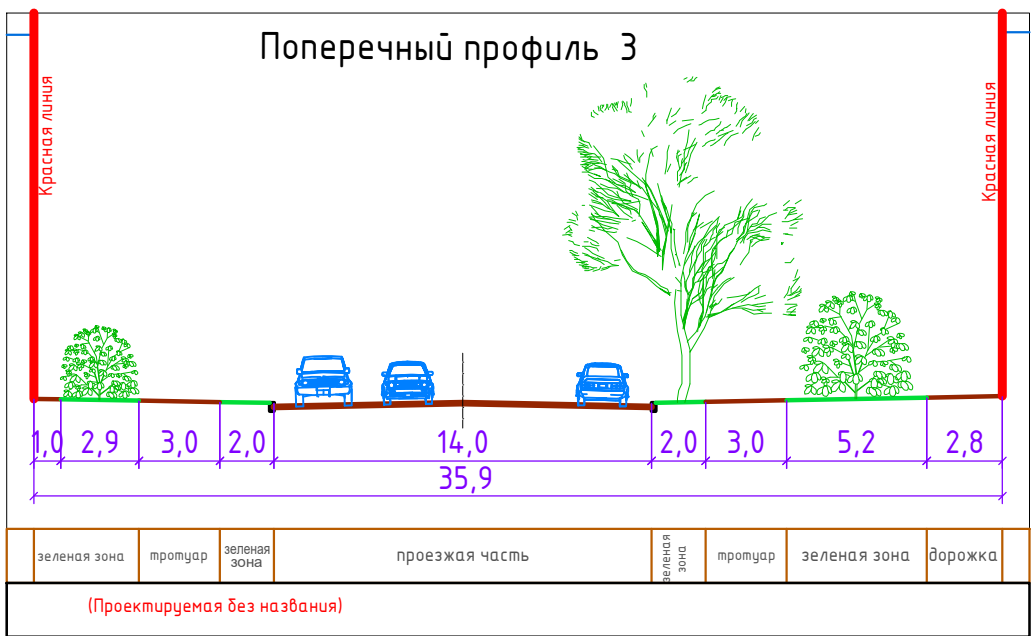 Поперечный профиль 3
Красная линия
Красная линия
1,0 2,9 3,0 2,0 14,0 2,0 3,0 5,2 2,8
35,9
зеленая зона
тротуар
зеленая
зона
проезжая часть
зеленая
зона
тротуар
зеленая зона
дорожка
(Проектируемая без названия)